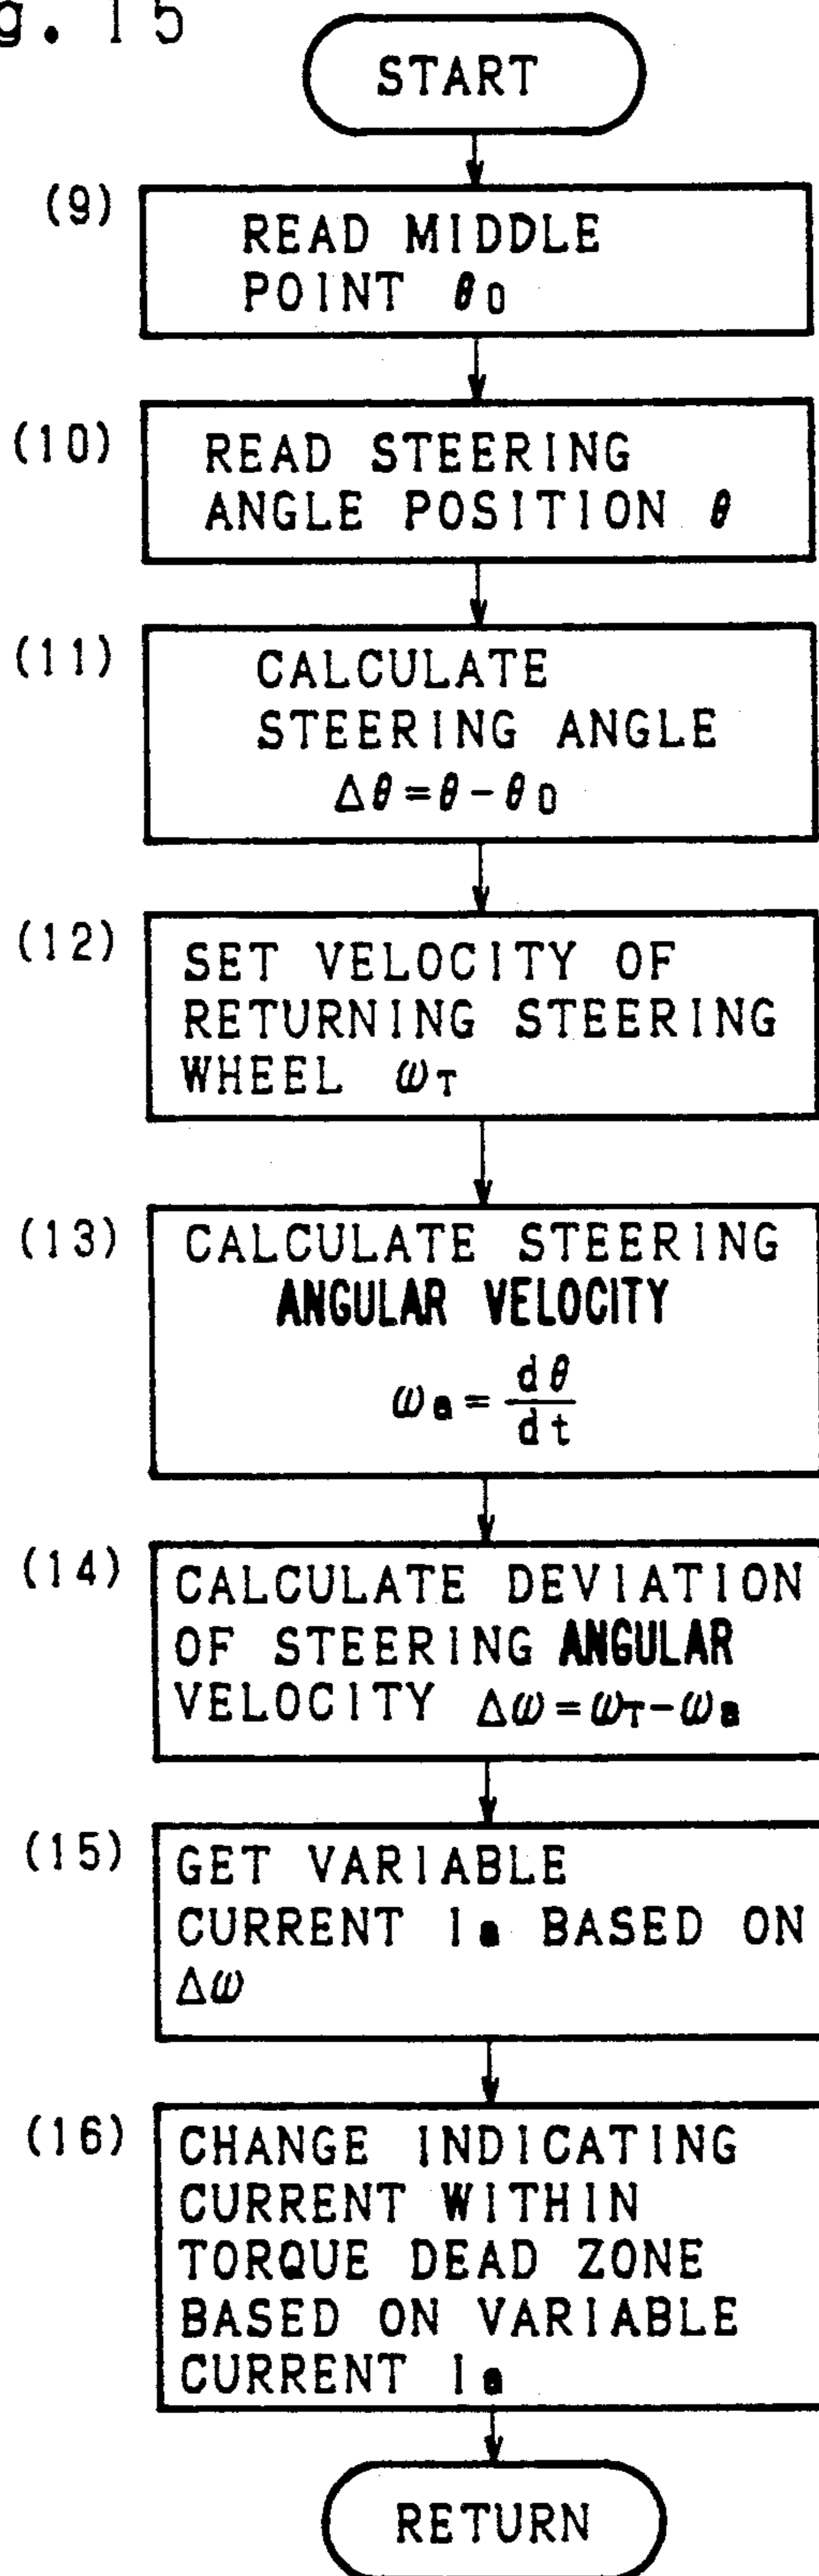 g. 15
START
(9)
READ MIDDLE
POINT θ0
(10)
READ STEERING
ANGLE POSITION θ
(11)
CALCULATE
STEERING ANGLE
Δθ=θ-θ0
(12)
SET VELOCITY OF
RETURNING STEERING
WHEEL ωT
(13)
CALCULATE STEERING
ANGULAR VELOCITY
ωa=dθ/dt
(14)
CALCULATE DEVIATION
OF STEERING ANGULAR
VELOCITY Δω=ωT-ωa
(15)
GET VARIABLE
CURRENT Ia BASED ON
Δω
(16)
CHANGE INDICATING
CURRENT WITHIN
TORQUE DEAD ZONE
BASED ON VARIABLE
CURRENT Ia
RETURN